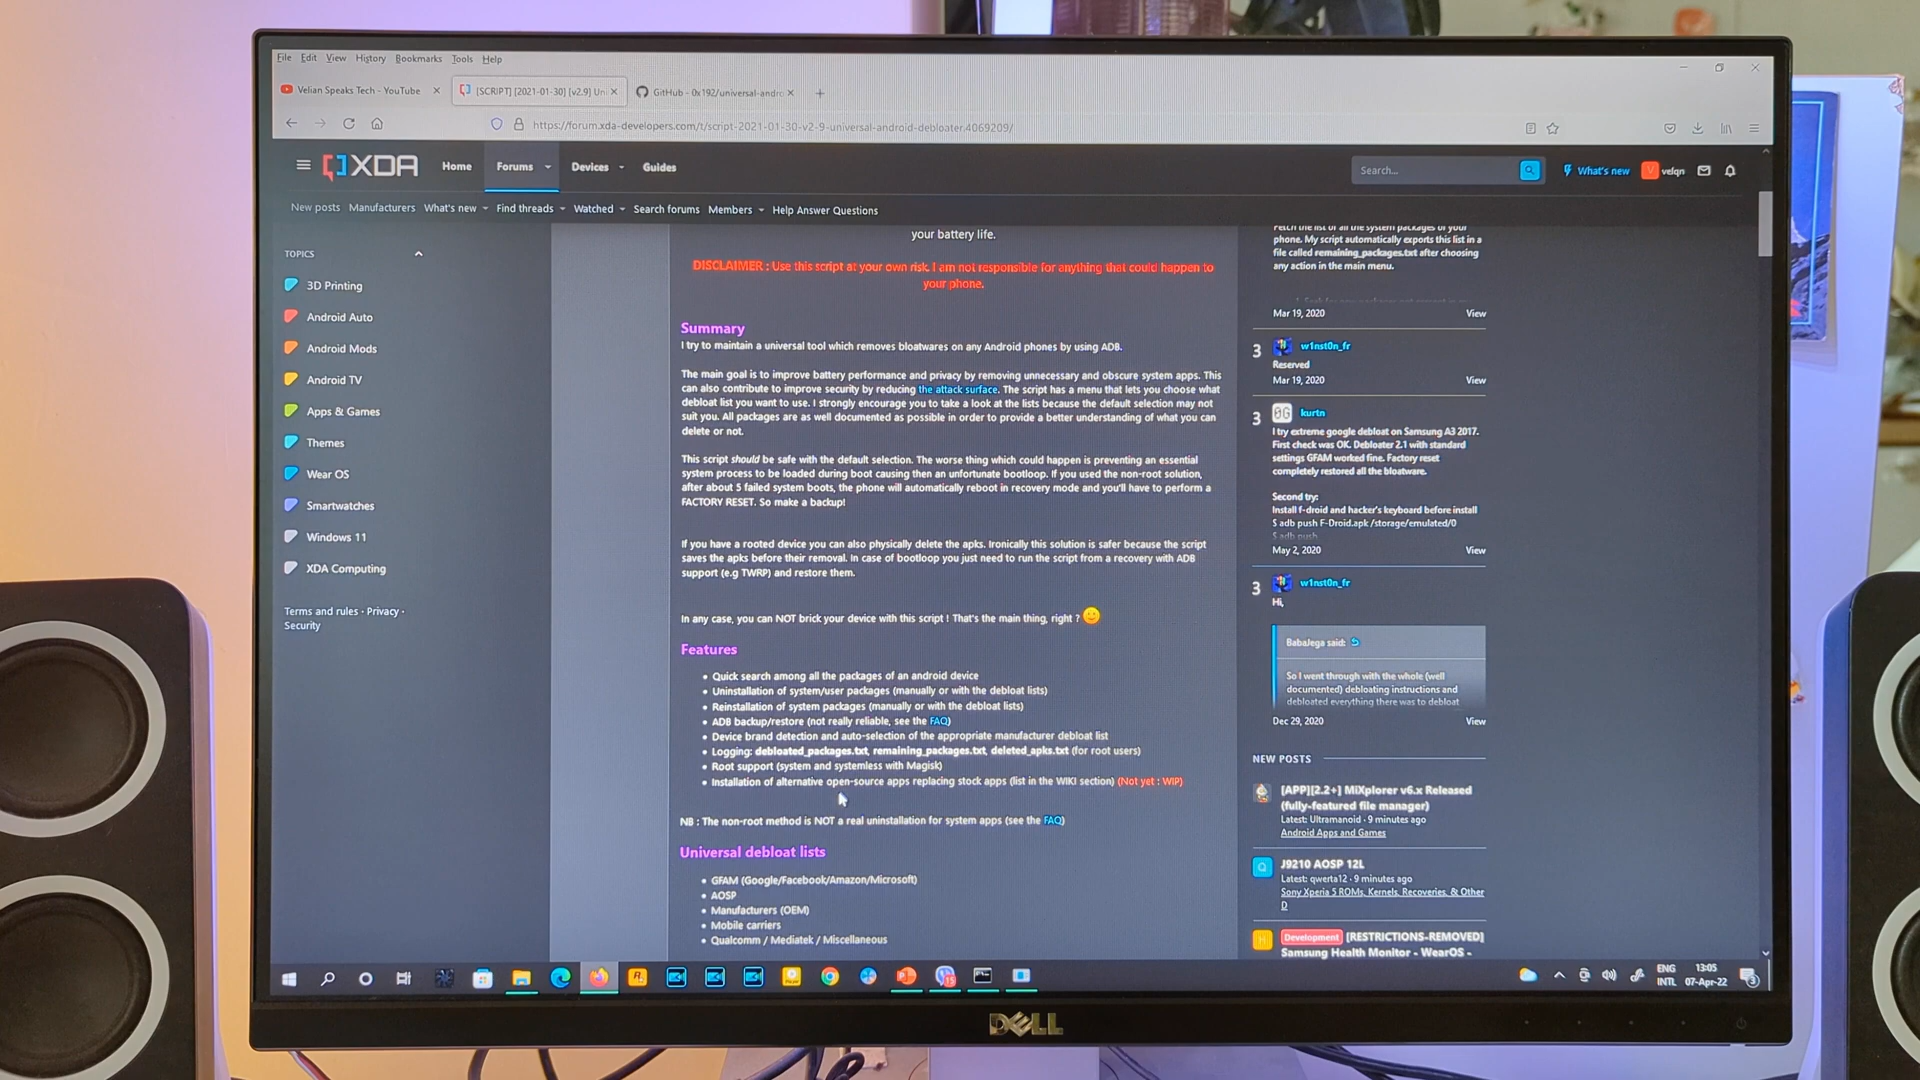 File Edit View History Bookmarks Tools Help
Velian Speaks Tech - YouTube
[SCRIPT] [2021-01-30] [v2.9] Un
GitHub - 0x192/universal-andro
https://forum.xda-developers.com/t/script-2021-01-30-v2-9-universal-android-debloater.4069209/
XDA
Home Forums Devices Guides
Search...
What's new velqn
New posts Manufacturers What's new Find threads Watched Search forums Members Help Answer Questions
TOPICS
3D Printing
Android Auto
Android Mods
Android TV
Apps & Games
Themes
Wear OS
Smartwatches
Windows 11
XDA Computing
Terms and rules · Privacy ·
Security
your battery life.
DISCLAIMER : Use this script at your own risk. I am not responsible for anything that could happen to
your phone.
Summary
I try to maintain a universal tool which removes bloatwares on any Android phones by using ADB.
The main goal is to improve battery performance and privacy by removing unnecessary and obscure system apps. This
can also contribute to improve security by reducing the attack surface. The script has a menu that lets you choose what
debloat list you want to use. I strongly encourage you to take a look at the lists because the default selection may not
suit you. All packages are as well documented as possible in order to provide a better understanding of what you can
delete or not.
This script should be safe with the default selection. The worse thing which could happen is preventing an essential
system process to be loaded during boot causing then an unfortunate bootloop. If you used the non-root solution,
after about 5 failed system boots, the phone will automatically reboot in recovery mode and you'll have to perform a
FACTORY RESET. So make a backup!
If you have a rooted device you can also physically delete the apks. Ironically this solution is safer because the script
saves the apks before their removal. In case of bootloop you just need to run the script from a recovery with ADB
support (e.g TWRP) and restore them.
In any case, you can NOT brick your device with this script ! That's the main thing, right ?
Features
• Quick search among all the packages of an android device
• Uninstallation of system/user packages (manually or with the debloat lists)
• Reinstallation of system packages (manually or with the debloat lists)
• ADB backup/restore (not really reliable, see the FAQ)
• Device brand detection and auto-selection of the appropriate manufacturer debloat list
• Logging: debloated_packages.txt, remaining_packages.txt, deleted_apks.txt (for root users)
• Root support (system and systemless with Magisk)
• Installation of alternative open-source apps replacing stock apps (list in the WIKI section) (Not yet : WIP)
NB : The non-root method is NOT a real uninstallation for system apps (see the FAQ)
Universal debloat lists
• GFAM (Google/Facebook/Amazon/Microsoft)
• AOSP
• Manufacturers (OEM)
• Mobile carriers
• Qualcomm / Mediatek / Miscellaneous
Fetch the list of all the system packages of your
phone. My script automatically exports this list in a
file called remaining_packages.txt after choosing
any action in the main menu.
Mar 19, 2020 View
3 w1nst0n_fr
Reserved
Mar 19, 2020 View
3 0G kurtn
I try extreme google debloat on Samsung A3 2017.
First check was OK. Debloater 2.1 with standard
settings GFAM worked fine. Factory reset
completely restored all the bloatware.
Second try:
Install f-droid and hacker's keyboard before install
$ adb push F-Droid.apk /storage/emulated/0
$ adb push
May 2, 2020 View
3 w1nst0n_fr
Hi,
BabaJega said:
So I went through with the whole (well
documented) debloating instructions and
debloated everything there was to debloat
Dec 29, 2020 View
NEW POSTS
[APP][2.2+] MiXplorer v6.x Released
(fully-featured file manager)
Latest: Ultramanoid · 9 minutes ago
Android Apps and Games
Q J9210 AOSP 12L
Latest: qwerta12 · 9 minutes ago
Sony Xperia 5 ROMs, Kernels, Recoveries, & Other
D
H Development [RESTRICTIONS-REMOVED]
Samsung Health Monitor - WearOS -
15
ENG
INTL
13:05
07-Apr-22
3
DELL